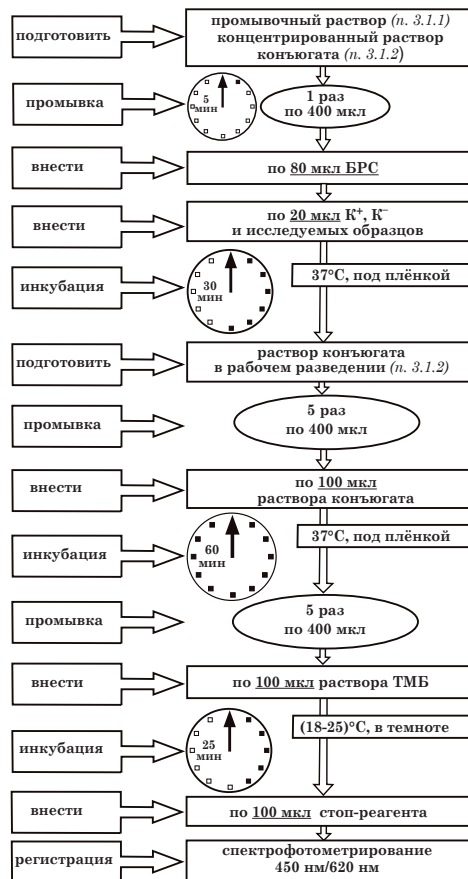 подготовить
промывочный раствор (п. 3.1.1)
концентрированный раствор
конъюгата (п. 3.1.2)
промывка
5
мин
1 раз
по 400 мкл
внести
по 80 мкл БРС
внести
по 20 мкл К⁺, К⁻
и исследуемых образцов
37°С, под плёнкой
инкубация
30
мин
подготовить
раствор конъюгата
в рабочем разведении (п. 3.1.2)
промывка
5 раз
по 400 мкл
внести
по 100 мкл
раствора конъюгата
37°С, под плёнкой
инкубация
60
мин
промывка
5 раз
по 400 мкл
внести
по 100 мкл раствора ТМБ
(18-25)°С, в темноте
инкубация
25
мин
внести
по 100 мкл стоп-реагента
регистрация
спектрофотометрирование
450 нм/620 нм